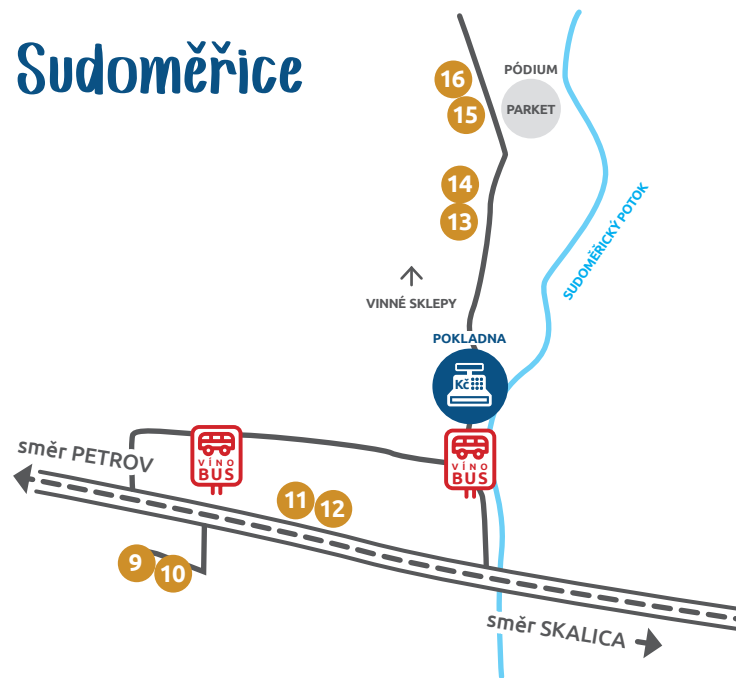 Sudoměřice
PÓDIUM
16
PARKET
15
14
SUDOMĚŘICKÝ POTOK
13
VINNÉ SKLEPY
POKLADNA
Kč
směr PETROV
VÍNO
BUS
VÍNO
BUS
11
12
9
10
směr SKALICA